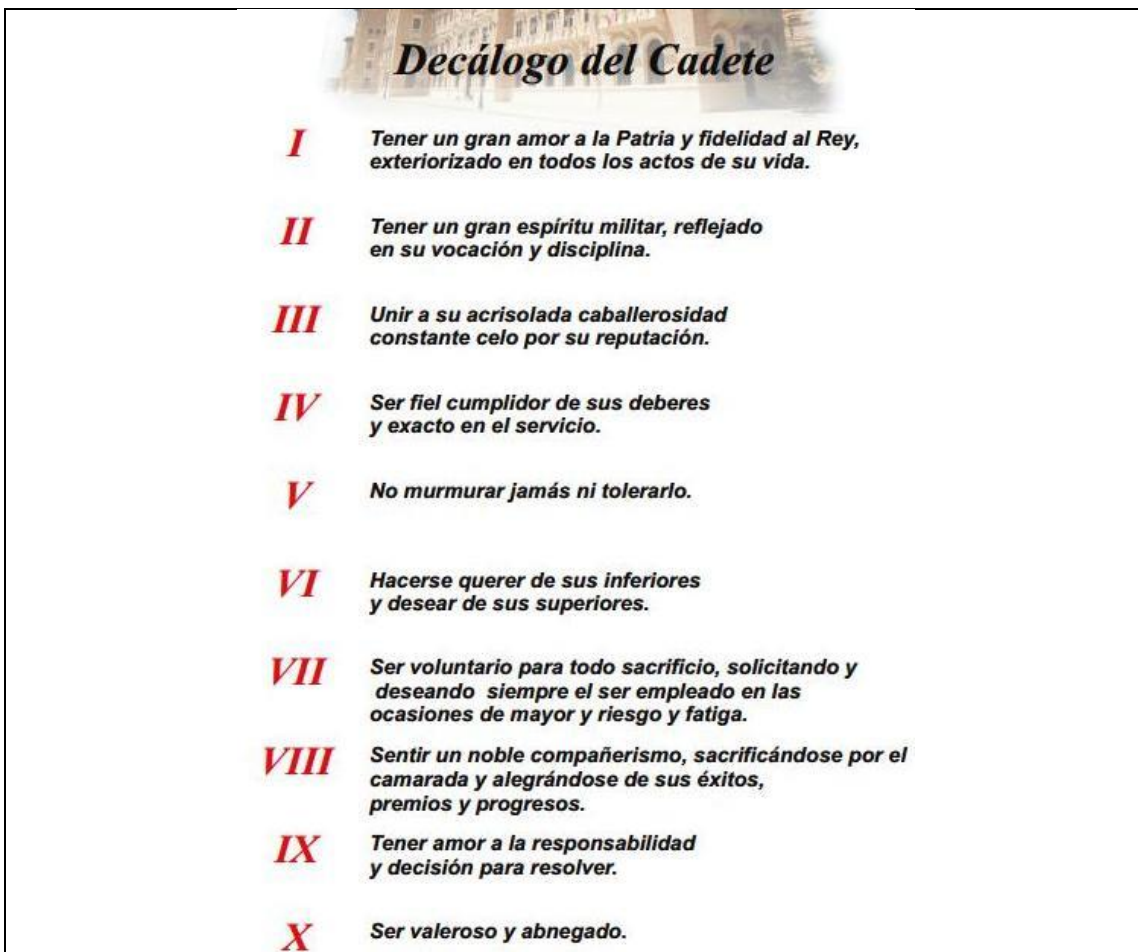 Decálogo del Cadete
I Tener un gran amor a la Patria y fidelidad al Rey,
exteriorizado en todos los actos de su vida.
II Tener un gran espíritu militar, reflejado
en su vocación y disciplina.
III Unir a su acrisolada caballerosidad
constante celo por su reputación.
IV Ser fiel cumplidor de sus deberes
y exacto en el servicio.
V No murmurar jamás ni tolerarlo.
VI Hacerse querer de sus inferiores
y desear de sus superiores.
VII Ser voluntario para todo sacrificio, solicitando y
deseando siempre el ser empleado en las
ocasiones de mayor y riesgo y fatiga.
VIII Sentir un noble compañerismo, sacrificándose por el
camarada y alegrándose de sus éxitos,
premios y progresos.
IX Tener amor a la responsabilidad
y decisión para resolver.
X Ser valeroso y abnegado.